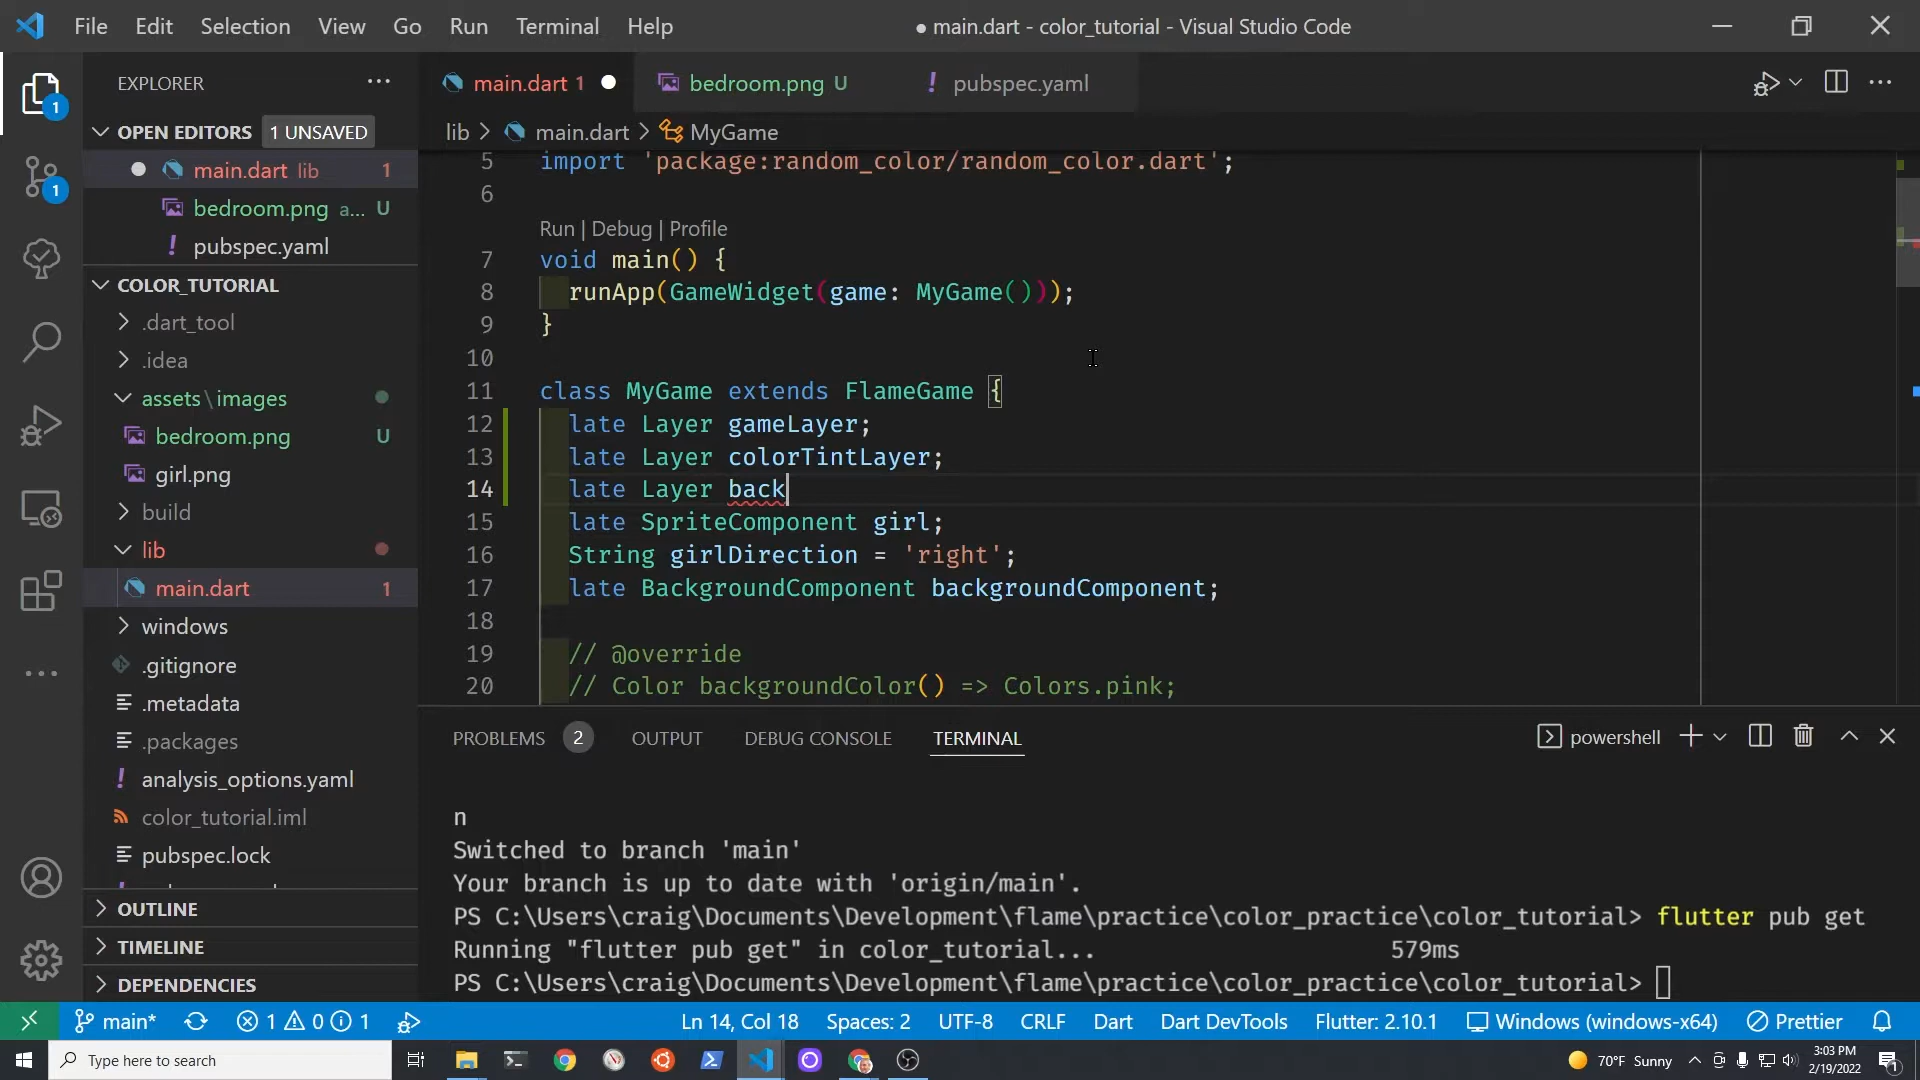 File Edit Selection View Go Run Terminal Help
● main.dart - color_tutorial - Visual Studio Code
EXPLORER
OPEN EDITORS 1 UNSAVED
main.dart lib 1
bedroom.png a... U
pubspec.yaml
COLOR_TUTORIAL
.dart_tool
.idea
assets\images
bedroom.png U
girl.png
build
lib
main.dart 1
windows
.gitignore
.metadata
.packages
analysis_options.yaml
color_tutorial.iml
pubspec.lock
OUTLINE
TIMELINE
DEPENDENCIES
1
1
main.dart 1 bedroom.png U pubspec.yaml
lib > main.dart > MyGame
5 import 'package:random_color/random_color.dart';
6
Run | Debug | Profile
7 void main() {
8 runApp(GameWidget(game: MyGame()));
9 }
10
11 class MyGame extends FlameGame {
12 late Layer gameLayer;
13 late Layer colorTintLayer;
14 late Layer back
15 late SpriteComponent girl;
16 String girlDirection = 'right';
17 late BackgroundComponent backgroundComponent;
18
19 // @override
20 // Color backgroundColor() => Colors.pink;
PROBLEMS 2 OUTPUT DEBUG CONSOLE TERMINAL
powershell
n
Switched to branch 'main'
Your branch is up to date with 'origin/main'.
PS C:\Users\craig\Documents\Development\flame\practice\color_practice\color_tutorial> flutter pub get
Running "flutter pub get" in color_tutorial... 579ms
PS C:\Users\craig\Documents\Development\flame\practice\color_practice\color_tutorial>
main* 1 0 1 Ln 14, Col 18 Spaces: 2 UTF-8 CRLF Dart Dart DevTools Flutter: 2.10.1 Windows (windows-x64) Prettier
Type here to search
70°F Sunny
3:03 PM
2/19/2022
1